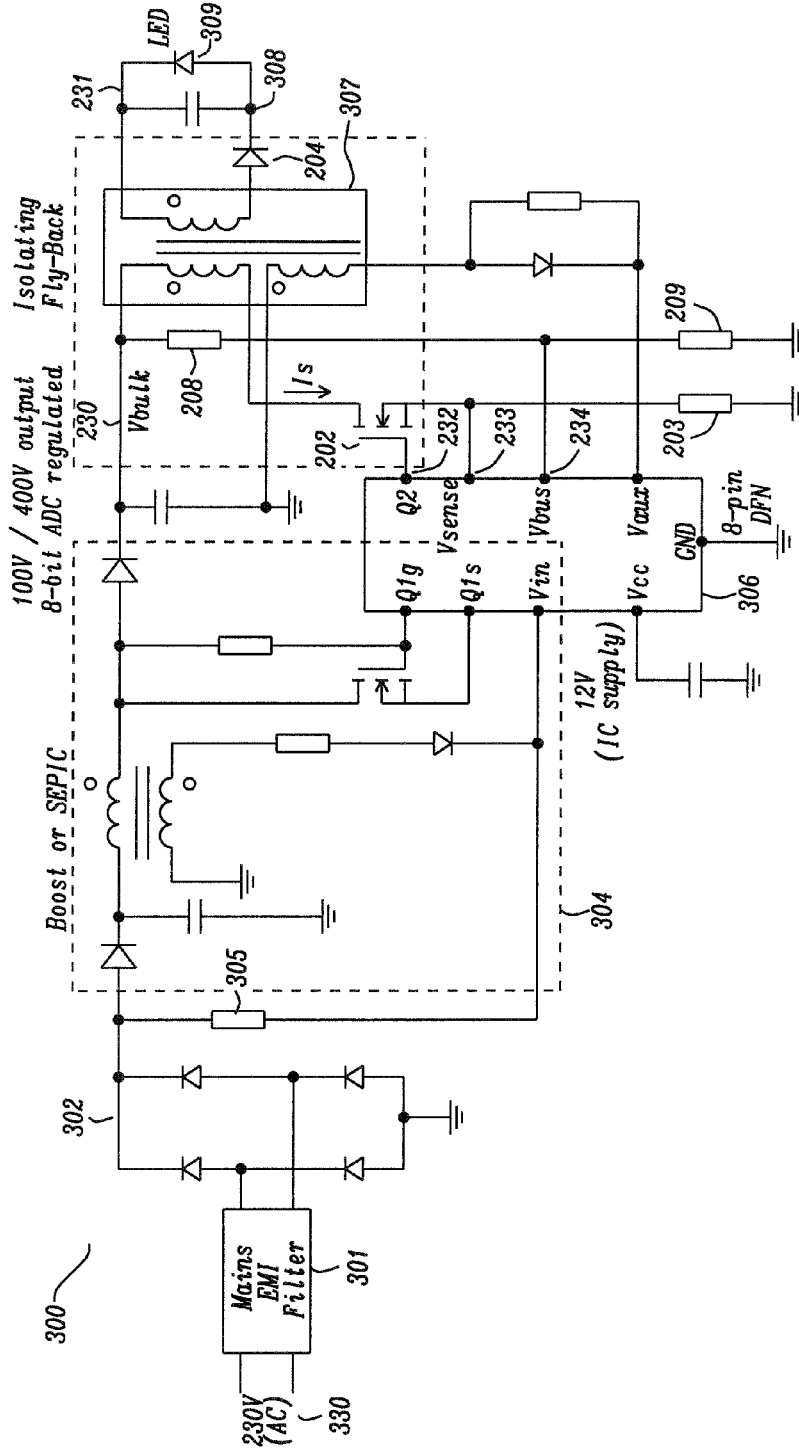 300
230V
(AC)
330
Mains
EMI
Filter
301
302
305
Boost or SEPIC
304
100V / 400V output
8-bit ADC regulated
230
Vbulk
Isolating
Fly-Back
208
Is
202
307
204
231
LED
309
308
Q1g
Q1s
Vin
Vcc
GND
Q2
Vsense
Vbus
Vaux
232
233
234
12V
(IC supply)
306
8-pin
DFN
203
209